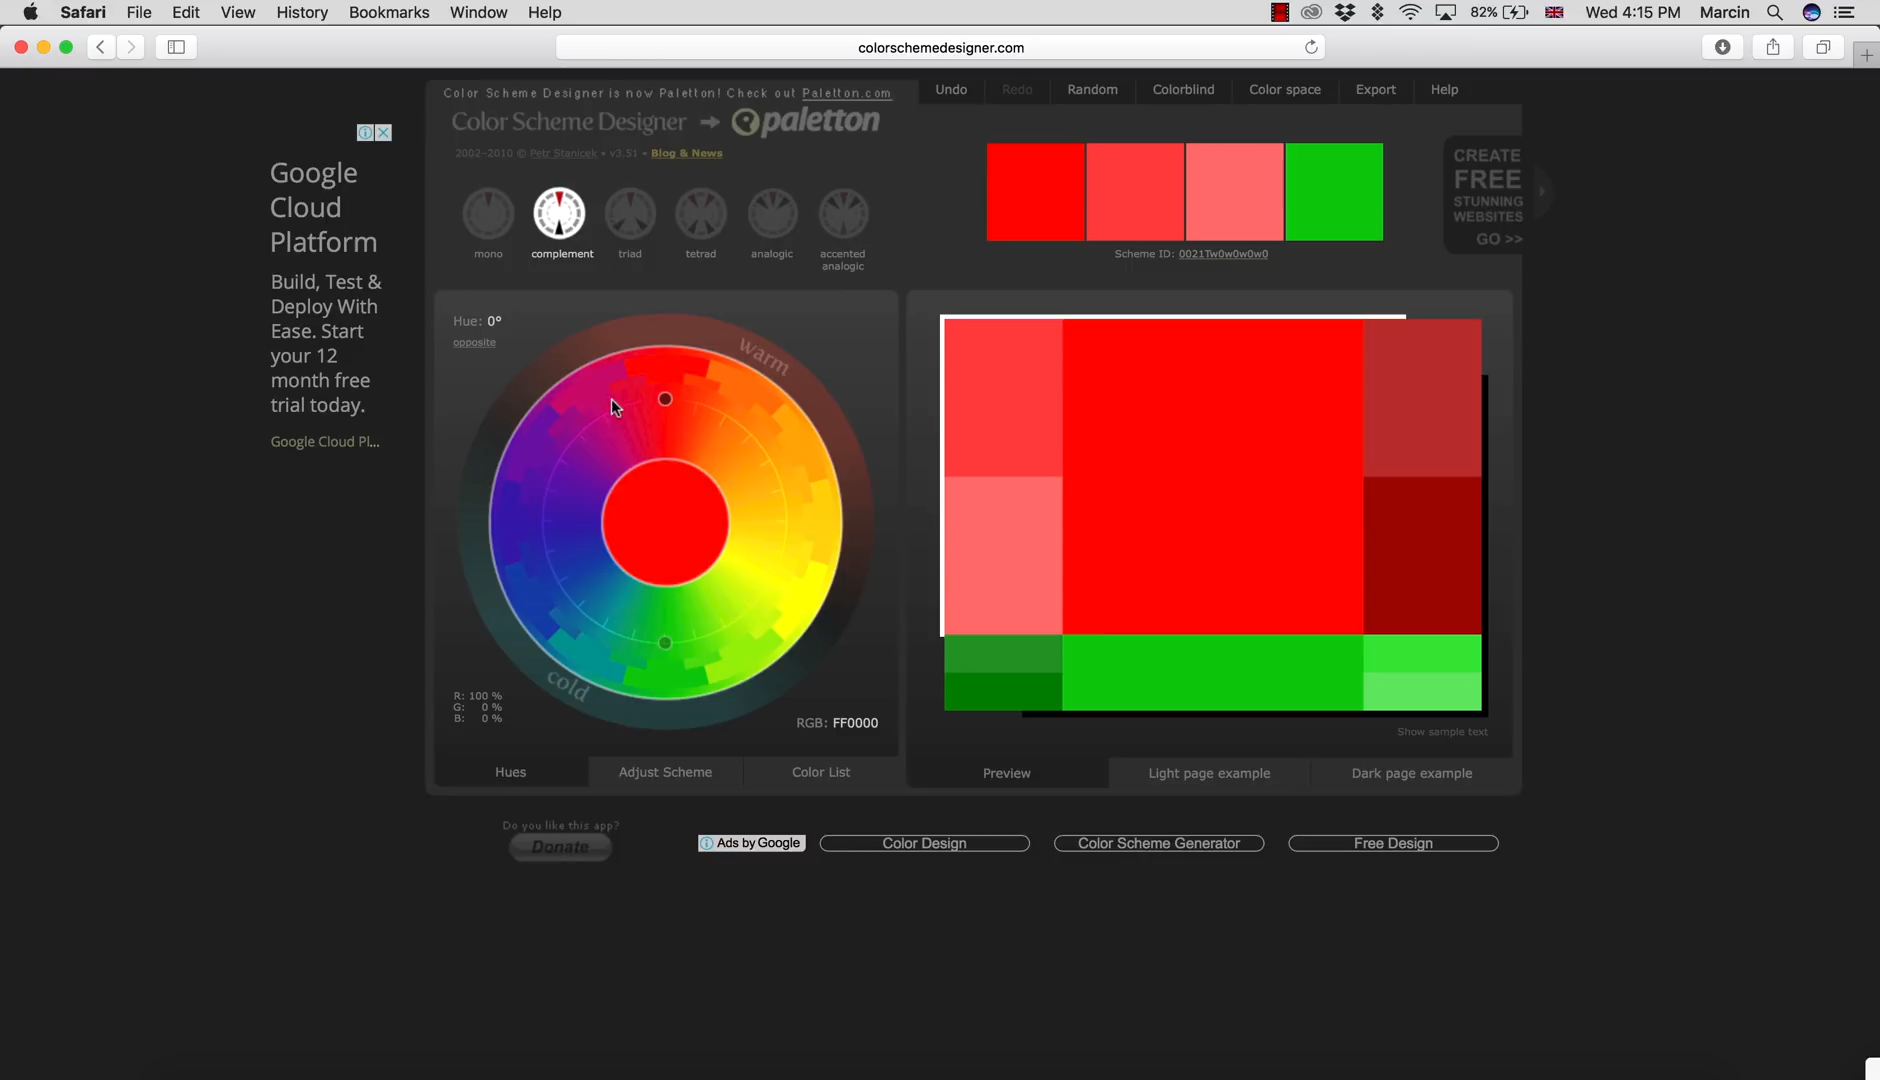 Safari File Edit View History Bookmarks Window Help 82% Wed 4:15 PM Marcin
colorschemedesigner.com
Color Scheme Designer is now Paletton! Check out Paletton.com
Undo Redo Random Colorblind Color space Export Help
Color Scheme Designer → paletton
2002–2010 © Petr Stanicek • v3.51 • Blog & News
mono complement triad tetrad analogic accented
analogic
Scheme ID: 0021Tw0w0w0w0
CREATE
FREE
STUNNING
WEBSITES
GO >>
Google
Cloud
Platform
Build, Test &
Deploy With
Ease. Start
your 12
month free
trial today.
Google Cloud Pl...
Hue: 0°
opposite
warm
cold
R: 100 %
G: 0 %
B: 0 %
RGB: FF0000
Hues Adjust Scheme Color List
Show sample text
Preview Light page example Dark page example
Do you like this app?
Donate
Ads by Google Color Design Color Scheme Generator Free Design